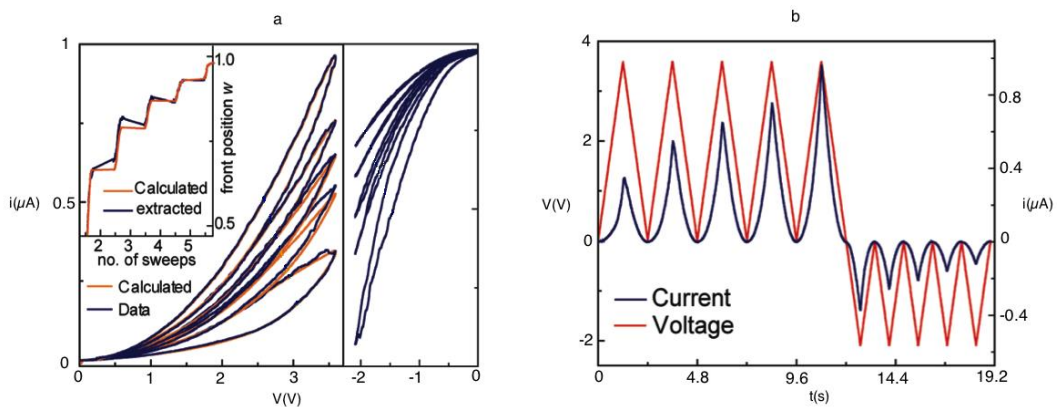 a
1
0.5
0
i(µA)
0
1
2
3
-2
-1
0
V(V)
1.0
0.5
front position w
2
3
4
5
no. of sweeps
Calculated
extracted
Calculated
Data
b
4
2
0
-2
V(V)
0.8
0.4
0
-0.4
i(µA)
0
4.8
9.6
14.4
19.2
t(s)
Current
Voltage